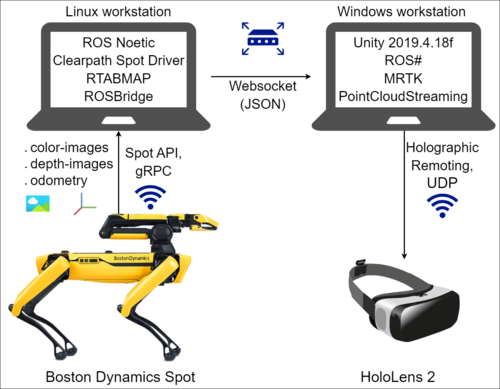 Linux workstation
Windows workstation
ROS Noetic
Clearpath Spot Driver
RTABMAP
ROSBridge
Websocket
(JSON)
Unity 2019.4.18f
ROS#
MRTK
PointCloudStreaming
. color-images
. depth-images
. odometry
Spot API,
gRPC
Holographic
Remoting,
UDP
BostonDynamics
Boston Dynamics Spot
HoloLens 2